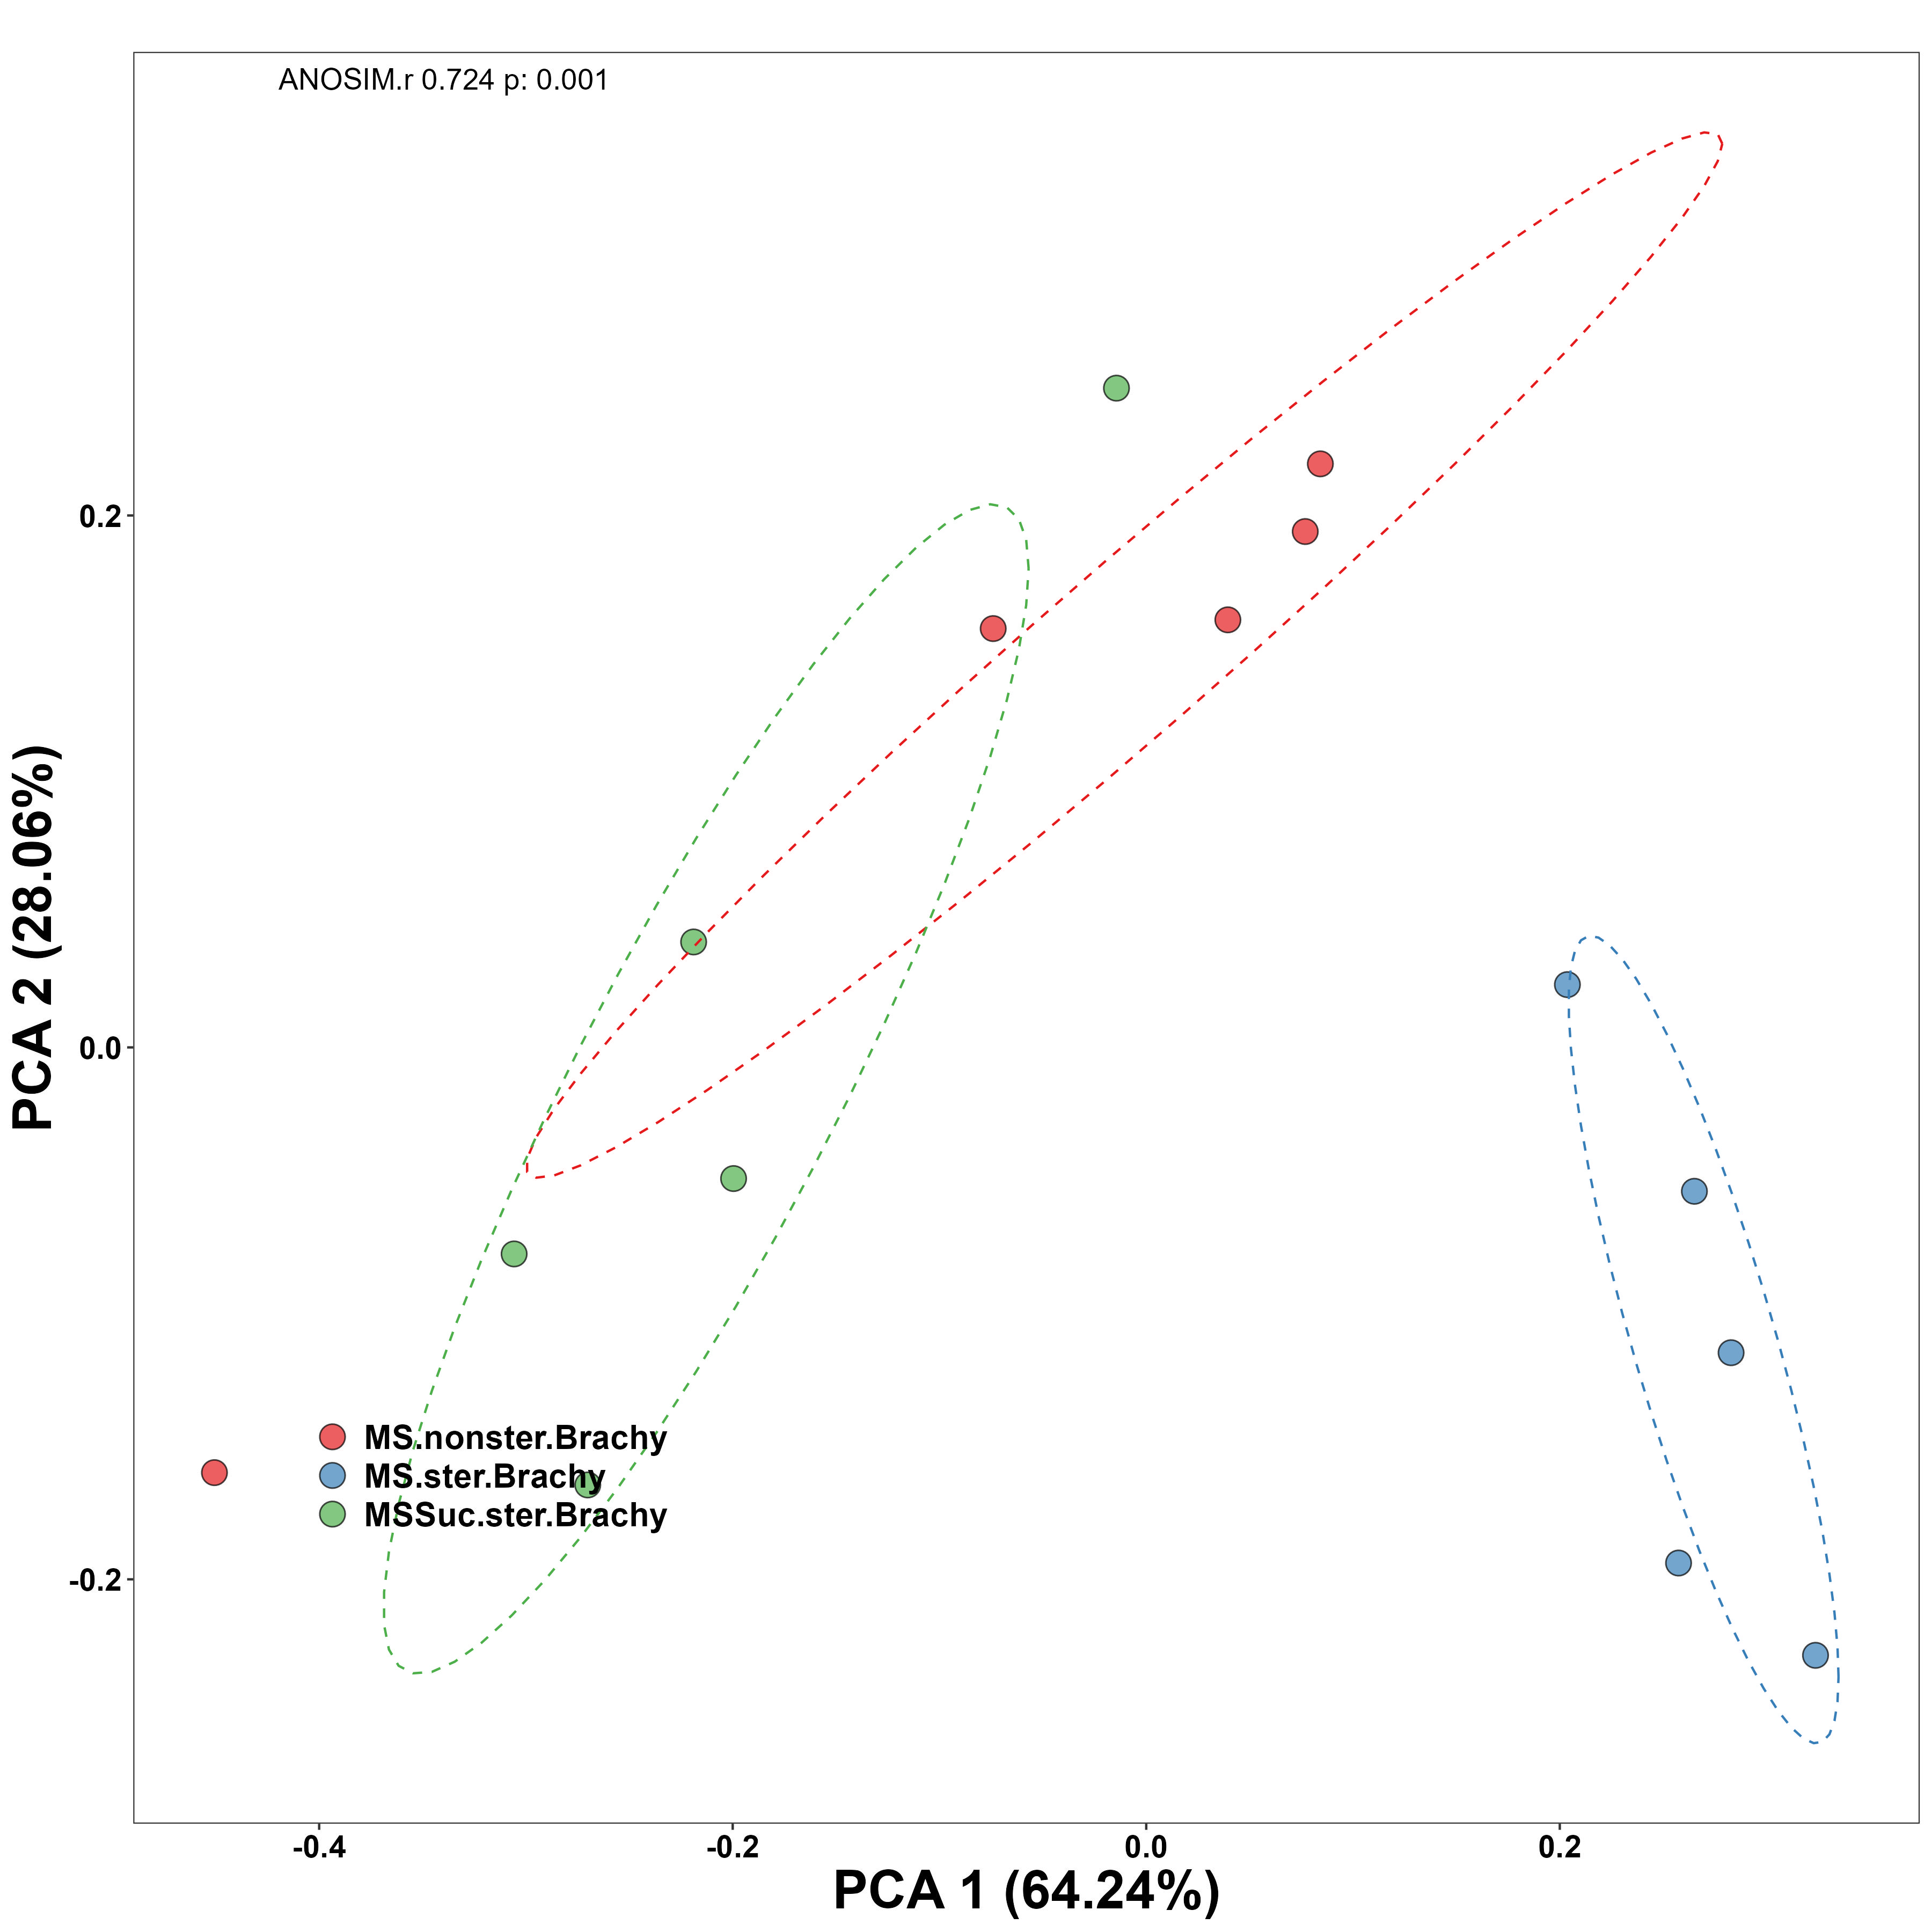 ANOSIM.r 0.724 p: 0.001
PCA 2 (28.06%)
0.2
0.0
-0.2
MS.nonster.Brachy
MS.ster.Brachy
MSSuc.ster.Brachy
-0.4
-0.2
0.0
0.2
PCA 1 (64.24%)